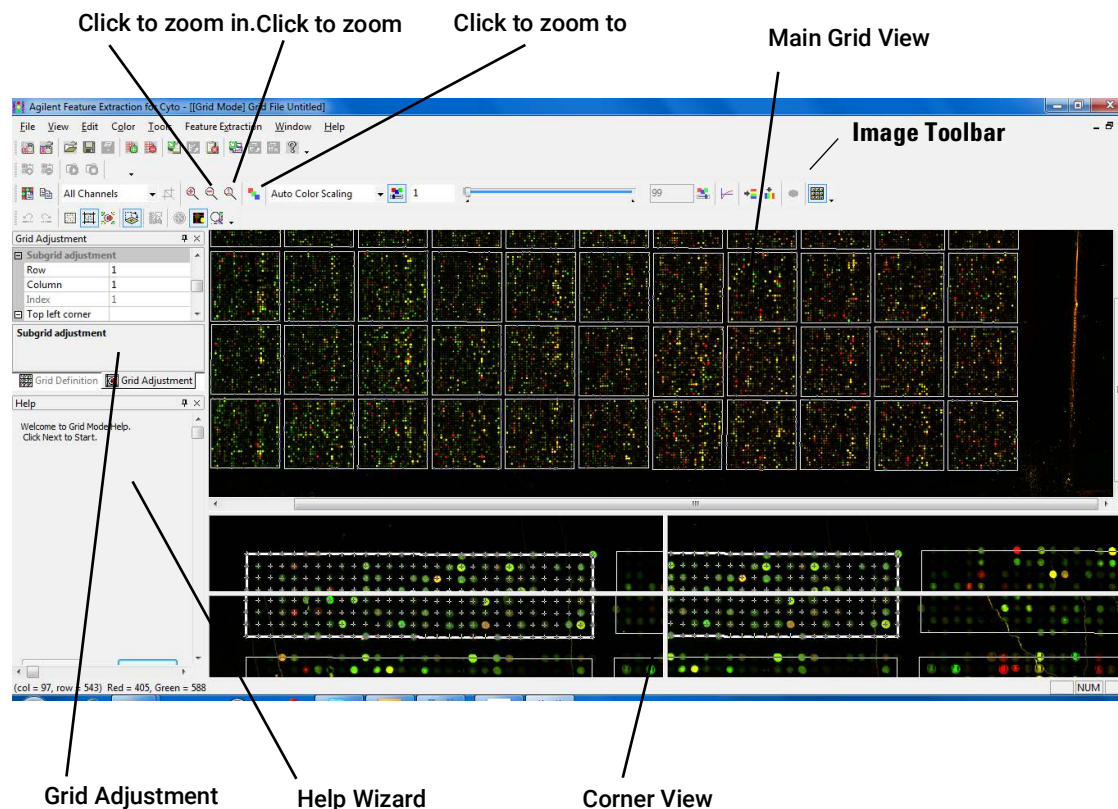 Click to zoom in.Click to zoom
Click to zoom to
Main Grid View
Agilent Feature Extraction for Cyto - [[Grid Mode] Grid File Untitled]
File View Edit Color Tools Feature Extraction Window Help
Image Toolbar
All Channels
Auto Color Scaling
1
99
Grid Adjustment
Subgrid adjustment
Row 1
Column 1
Index 1
Top left corner
Subgrid adjustment
Grid Definition Grid Adjustment
Help
Welcome to Grid Mode Help.
Click Next to Start.
(col = 97, row = 543) Red = 405, Green = 588
NUM
Grid Adjustment
Help Wizard
Corner View